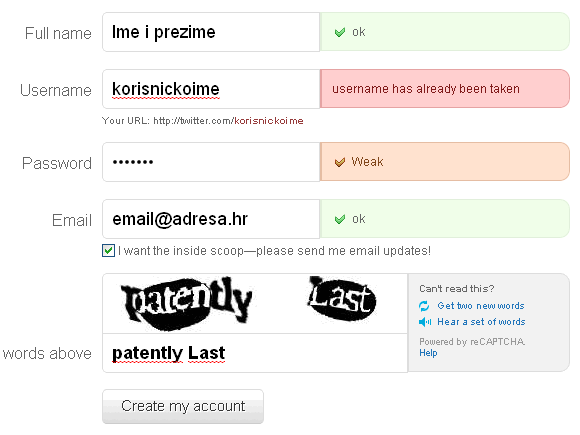 Full name Ime i prezime ok
Username korisnickoime username has already been taken
Your URL: http://twitter.com/korisnickoime
Password ••••••• Weak
Email email@adresa.hr ok
I want the inside scoop—please send me email updates!
patently Last
Can't read this?
Get two new words
Hear a set of words
Powered by reCAPTCHA.
Help
words above patently Last
Create my account